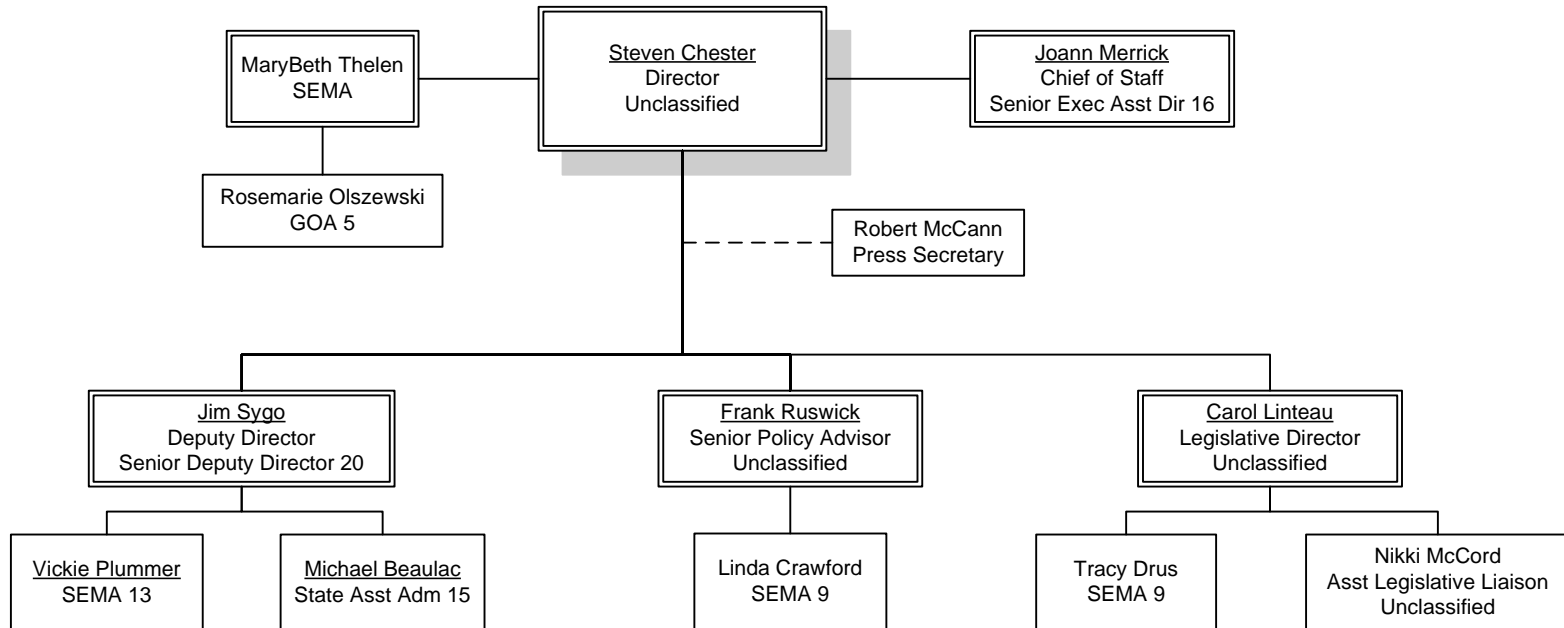 MaryBeth Thelen
SEMA
Steven Chester
Director
Unclassified
Joann Merrick
Chief of Staff
Senior Exec Asst Dir 16
Rosemarie Olszewski
GOA 5
Robert McCann
Press Secretary
Jim Sygo
Deputy Director
Senior Deputy Director 20
Frank Ruswick
Senior Policy Advisor
Unclassified
Carol Linteau
Legislative Director
Unclassified
Vickie Plummer
SEMA 13
Michael Beaulac
State Asst Adm 15
Linda Crawford
SEMA 9
Tracy Drus
SEMA 9
Nikki McCord
Asst Legislative Liaison
Unclassified